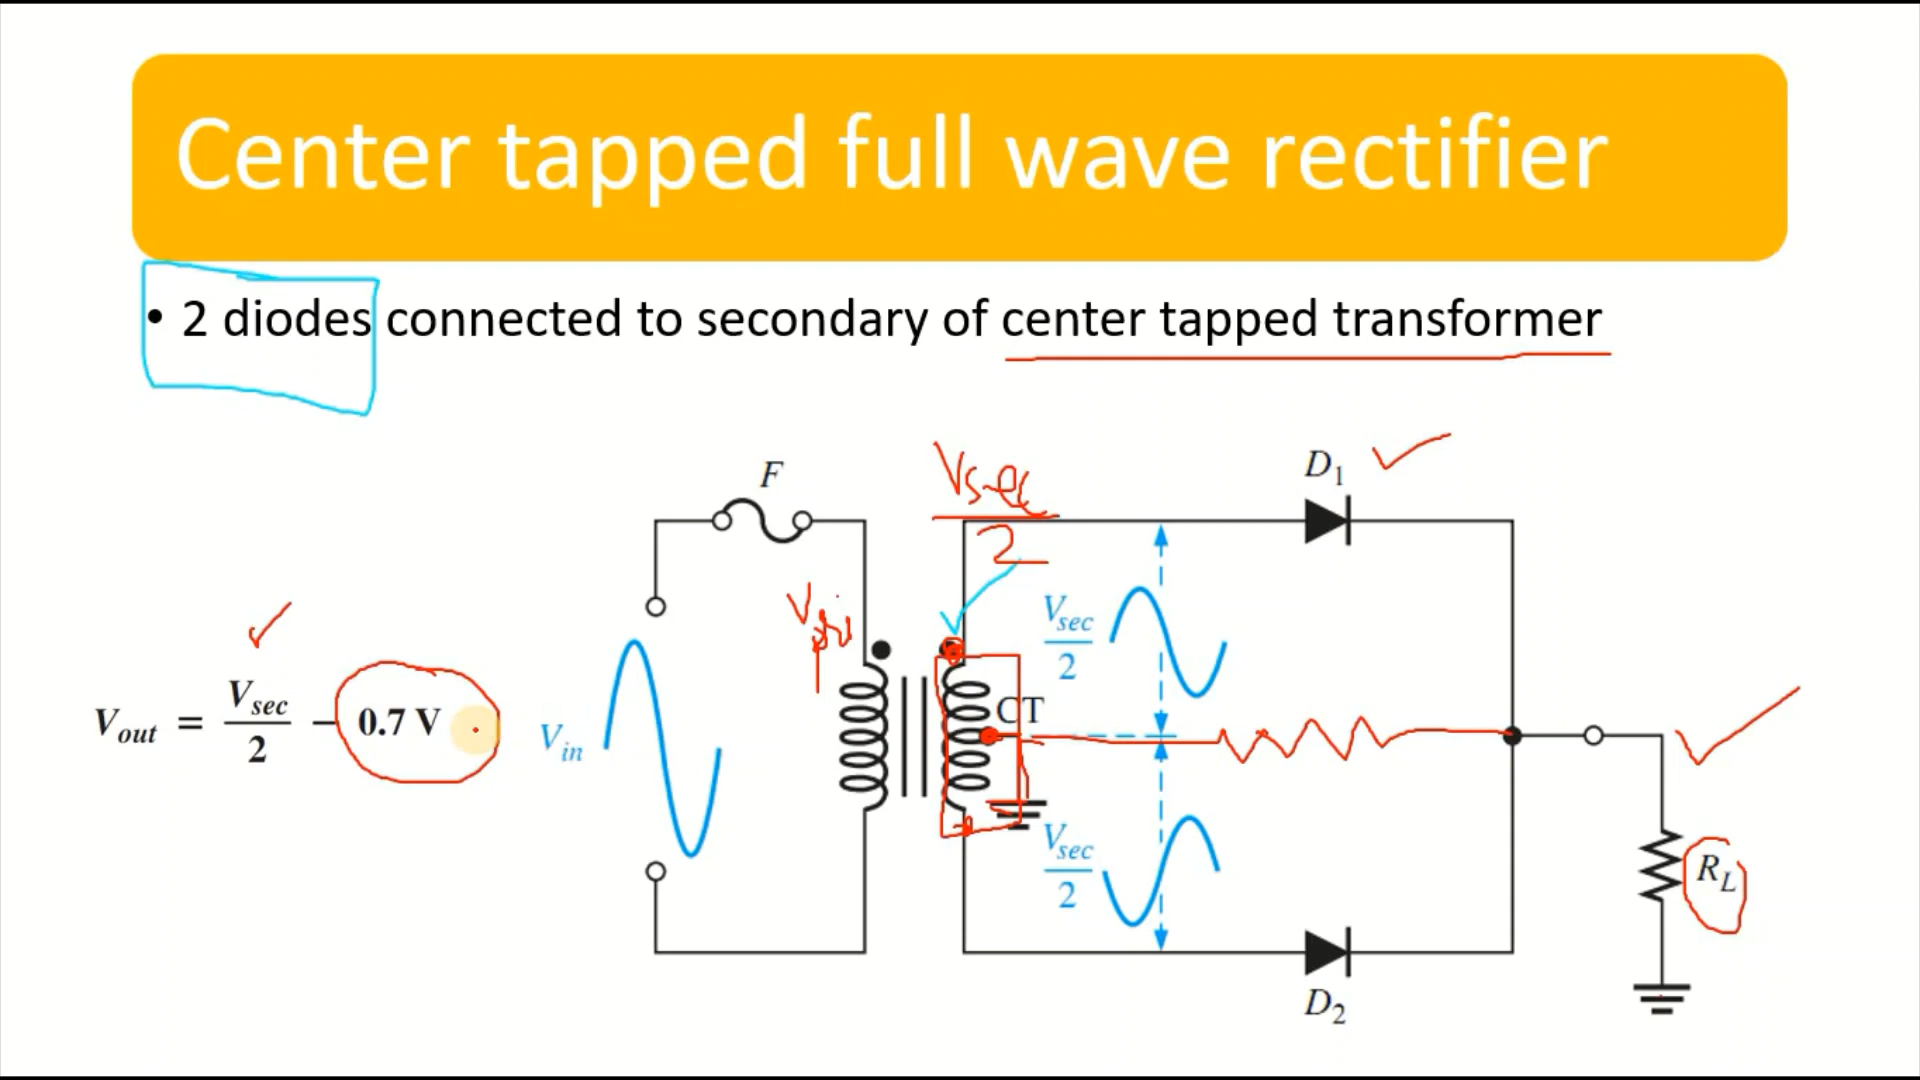 Center tapped full wave rectifier
• 2 diodes connected to secondary of center tapped transformer
F
Vsec
2
D1
Vpri
Vsec
2
Vout = Vsec/2 − 0.7 V
Vin
CT
Vsec
2
RL
D2